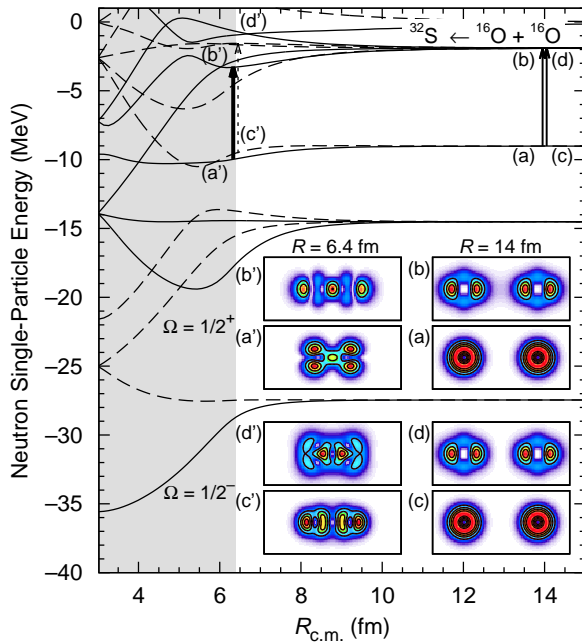 ³²S ← ¹⁶O + ¹⁶O
(d')
(b')
(b)
(d)
(c')
(a')
(a)
(c)
0
−5
−10
−15
−20
−25
−30
−35
−40
Neutron Single-Particle Energy (MeV)
R = 6.4 fm
R = 14 fm
(b')
(b)
Ω = 1/2⁺
(a')
(a)
(d')
(d)
Ω = 1/2⁻
(c')
(c)
4
6
8
10
12
14
R_c.m. (fm)